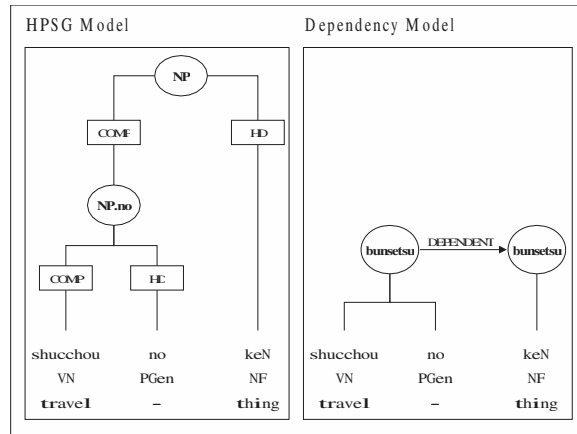 HPSG Model
NP
COMP
HD
NP.no
COMP
HD
shucchou no keN
VN PGen NF
travel – thing
Dependency Model
DEPENDENT
bunsetsu bunsetsu
shucchou no keN
VN PGen NF
travel – thing